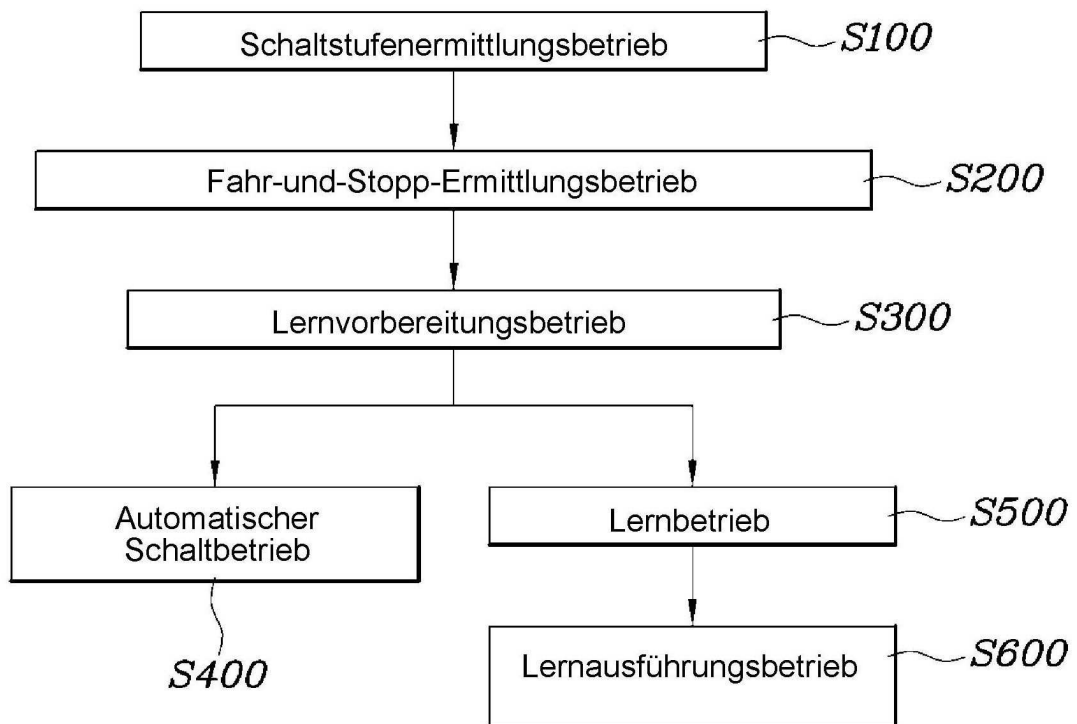 Schaltstufenermittlungsbetrieb
S100
Fahr-und-Stopp-Ermittlungsbetrieb
S200
Lernvorbereitungsbetrieb
S300
Automatischer
Schaltbetrieb
S400
Lernbetrieb
S500
Lernausführungsbetrieb
S600